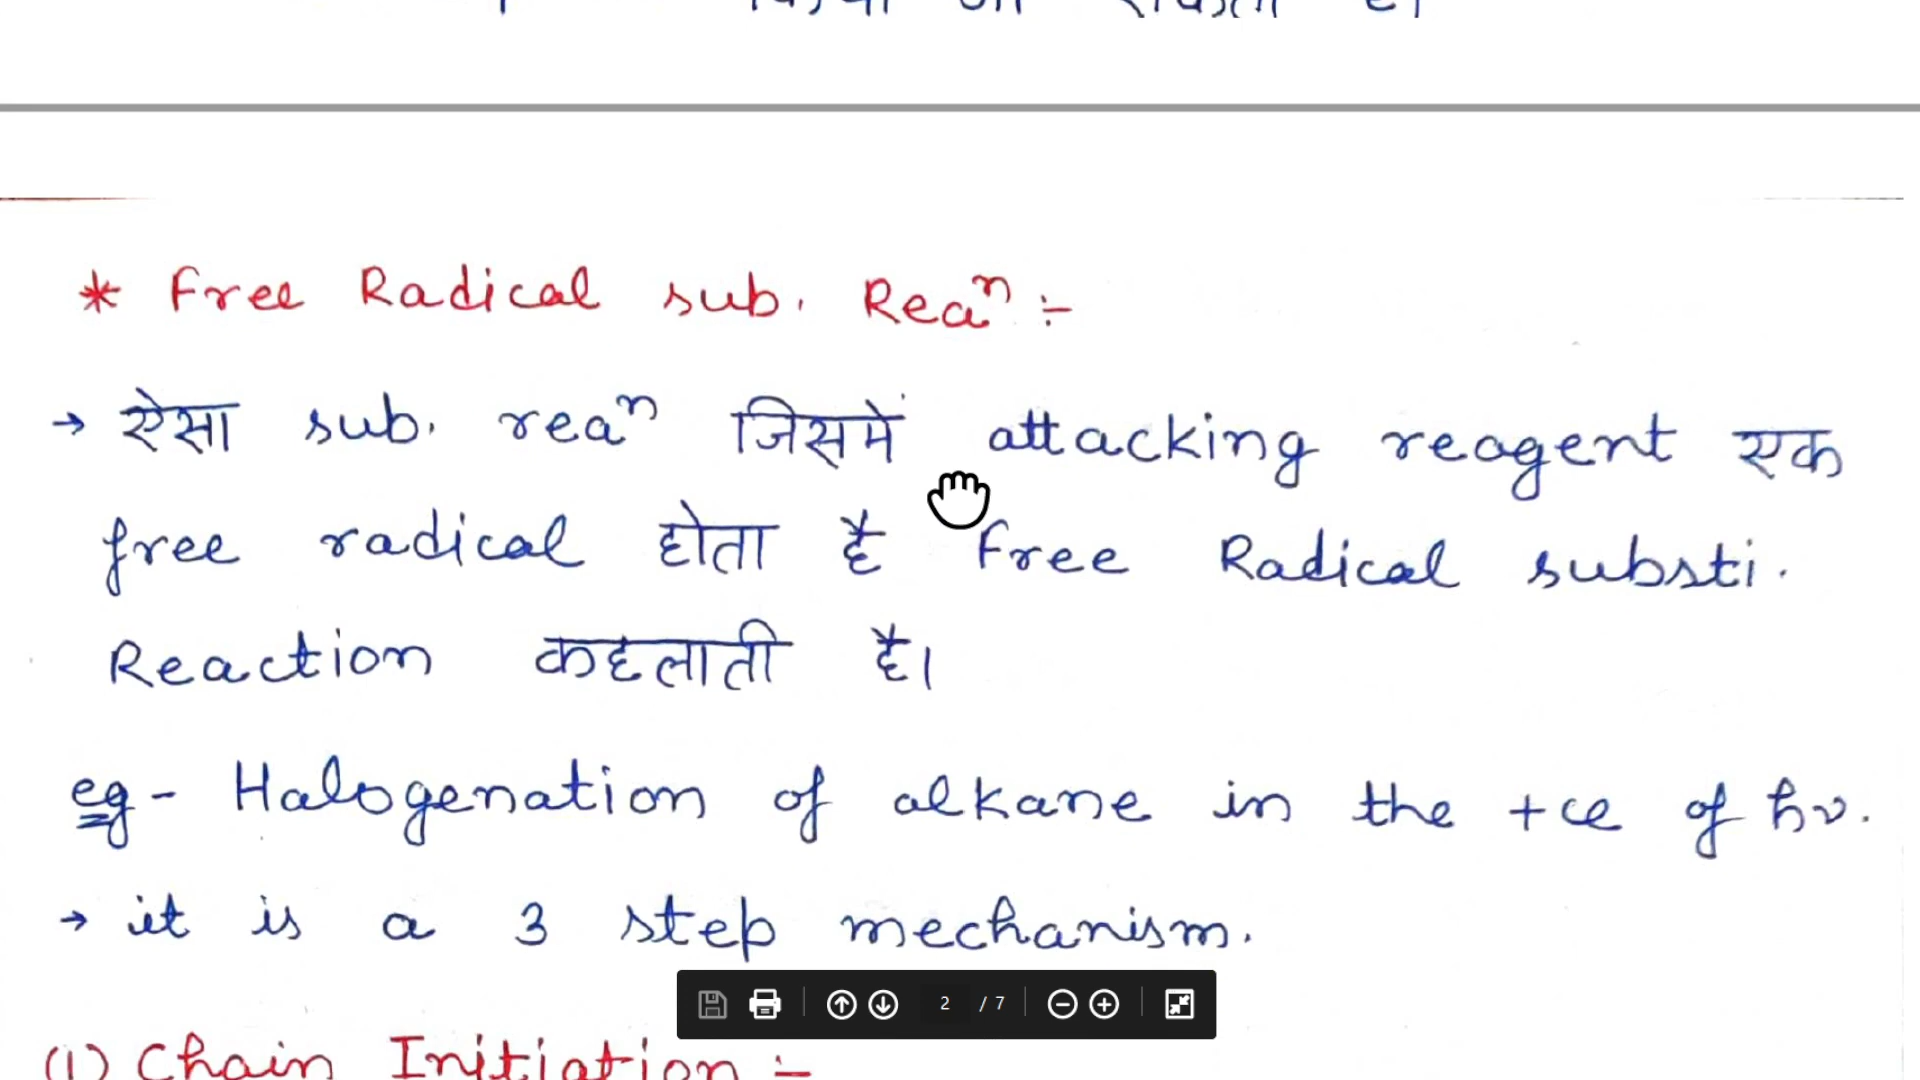 * Free Radical sub. Reaⁿ :-
→ ऐसा sub. reaⁿ जिसमें attacking reagent एक
free radical होता है Free Radical substi.
Reaction कहलाती है।
eg - Halogenation of alkane in the +ce of hν.
→ it is a 3 step mechanism.
2 / 7
(1) Chain Initiation :-